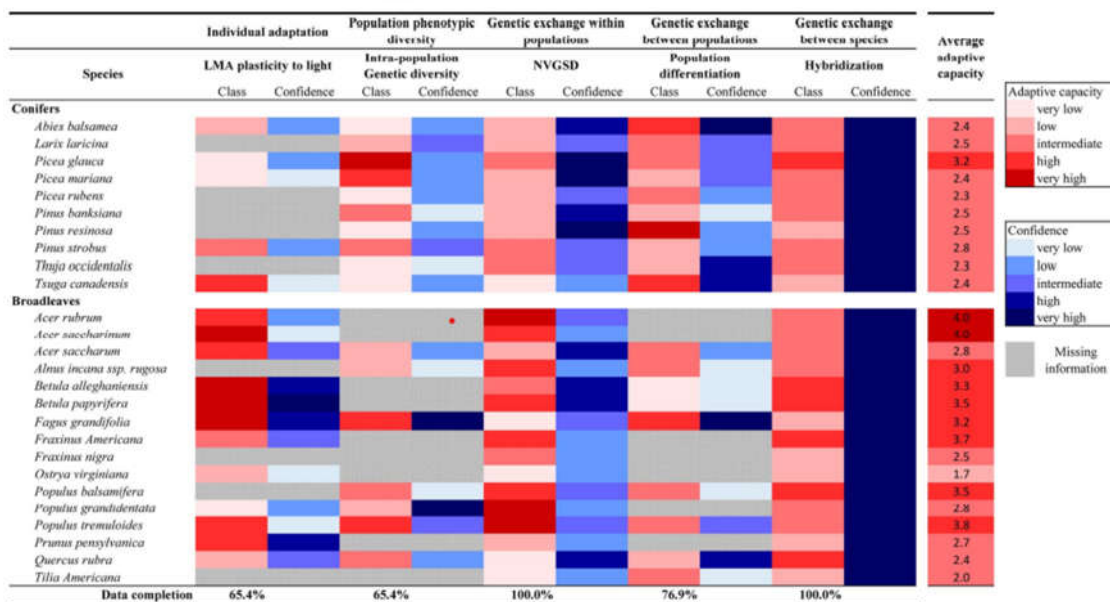 Individual adaptation
Population phenotypic diversity
Genetic exchange within populations
Genetic exchange between populations
Genetic exchange between species
Average adaptive capacity
Species
LMA plasticity to light
Intra-population Genetic diversity
NVGSD
Population differentiation
Hybridization
Class Confidence Class Confidence Class Confidence Class Confidence Class Confidence
Conifers
Abies balsamea 2.4
Larix laricina 2.5
Picea glauca 3.2
Picea mariana 2.4
Picea rubens 2.3
Pinus banksiana 2.5
Pinus resinosa 2.5
Pinus strobus 2.8
Thuja occidentalis 2.3
Tsuga canadensis 2.4
Broadleaves
Acer rubrum 4.0
Acer saccharinum 4.0
Acer saccharum 2.8
Alnus incana ssp. rugosa 3.0
Betula alleghaniensis 3.3
Betula papyrifera 3.5
Fagus grandifolia 3.2
Fraxinus Americana 3.7
Fraxinus nigra 2.5
Ostrya virginiana 1.7
Populus balsamifera 3.5
Populus grandidentata 2.8
Populus tremuloides 3.8
Prunus pensylvanica 2.7
Quercus rubra 2.4
Tilia Americana 2.0
Data completion 65.4% 65.4% 100.0% 76.9% 100.0%
Adaptive capacity
very low
low
intermediate
high
very high
Confidence
very low
low
intermediate
high
very high
Missing information